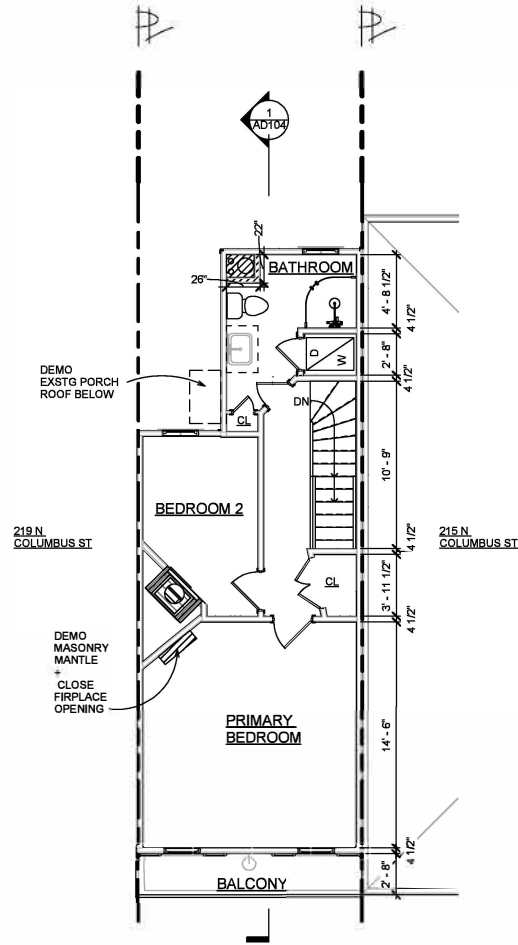 PL
PL
1
AD104
22"
26"
BATHROOM
4' - 8 1/2"
4 1/2"
D
W
2' - 8"
4 1/2"
DEMO
EXSTG PORCH
ROOF BELOW
CL
DN
10' - 9"
BEDROOM 2
219 N
COLUMBUS ST
215 N
COLUMBUS ST
4 1/2"
CL
3' - 11 1/2"
4 1/2"
DEMO
MASONRY
MANTLE
+
CLOSE
FIRPLACE
OPENING
PRIMARY
BEDROOM
14' - 6"
4 1/2"
BALCONY
2' - 8"